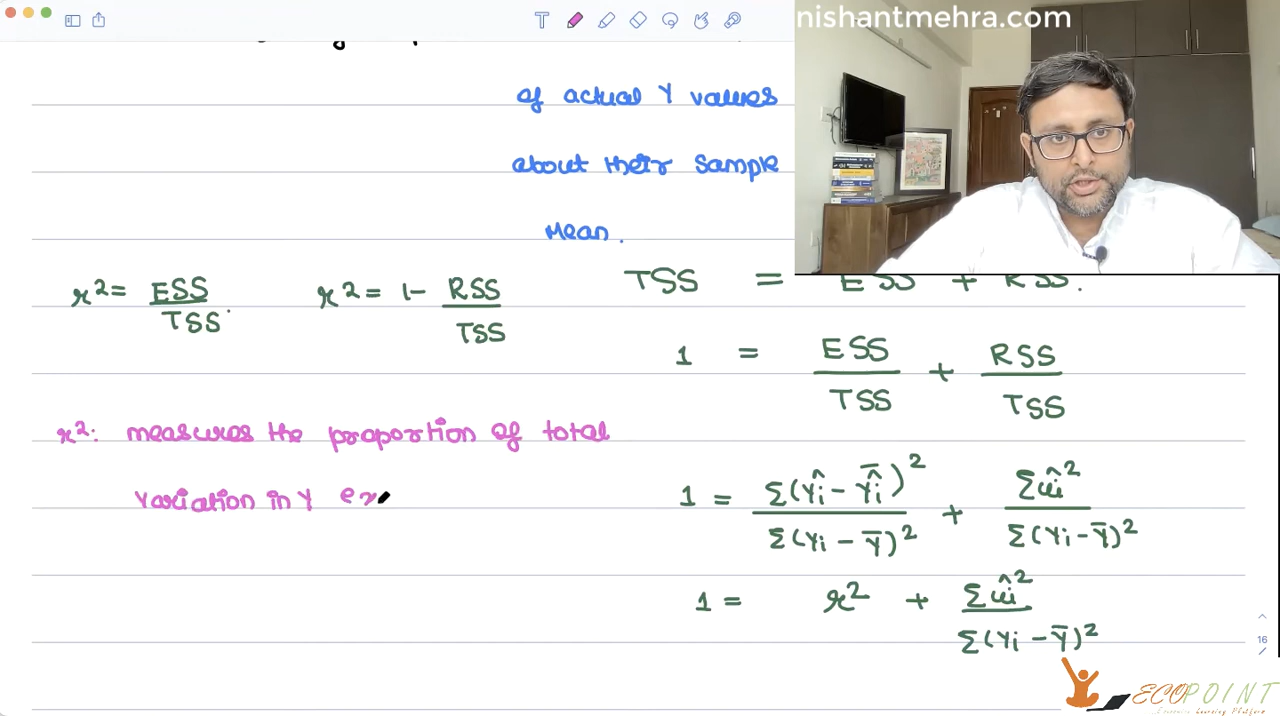 nishantmehra.com
of actual Y values
about their sample
Mean.
r² = ESS / TSS. r² = 1 - RSS / TSS
TSS = ESS + RSS.
1 = ESS / TSS + RSS / TSS
r²: measures the proportion of total
variation in Y ex
1 = Σ(Ŷi - Ŷ̄i)² / Σ(Yi - Ȳ)² + Σûi² / Σ(Yi - Ȳ)²
1 = r² + Σûi² / Σ(Yi - Ȳ)²
16
ECOPOINT